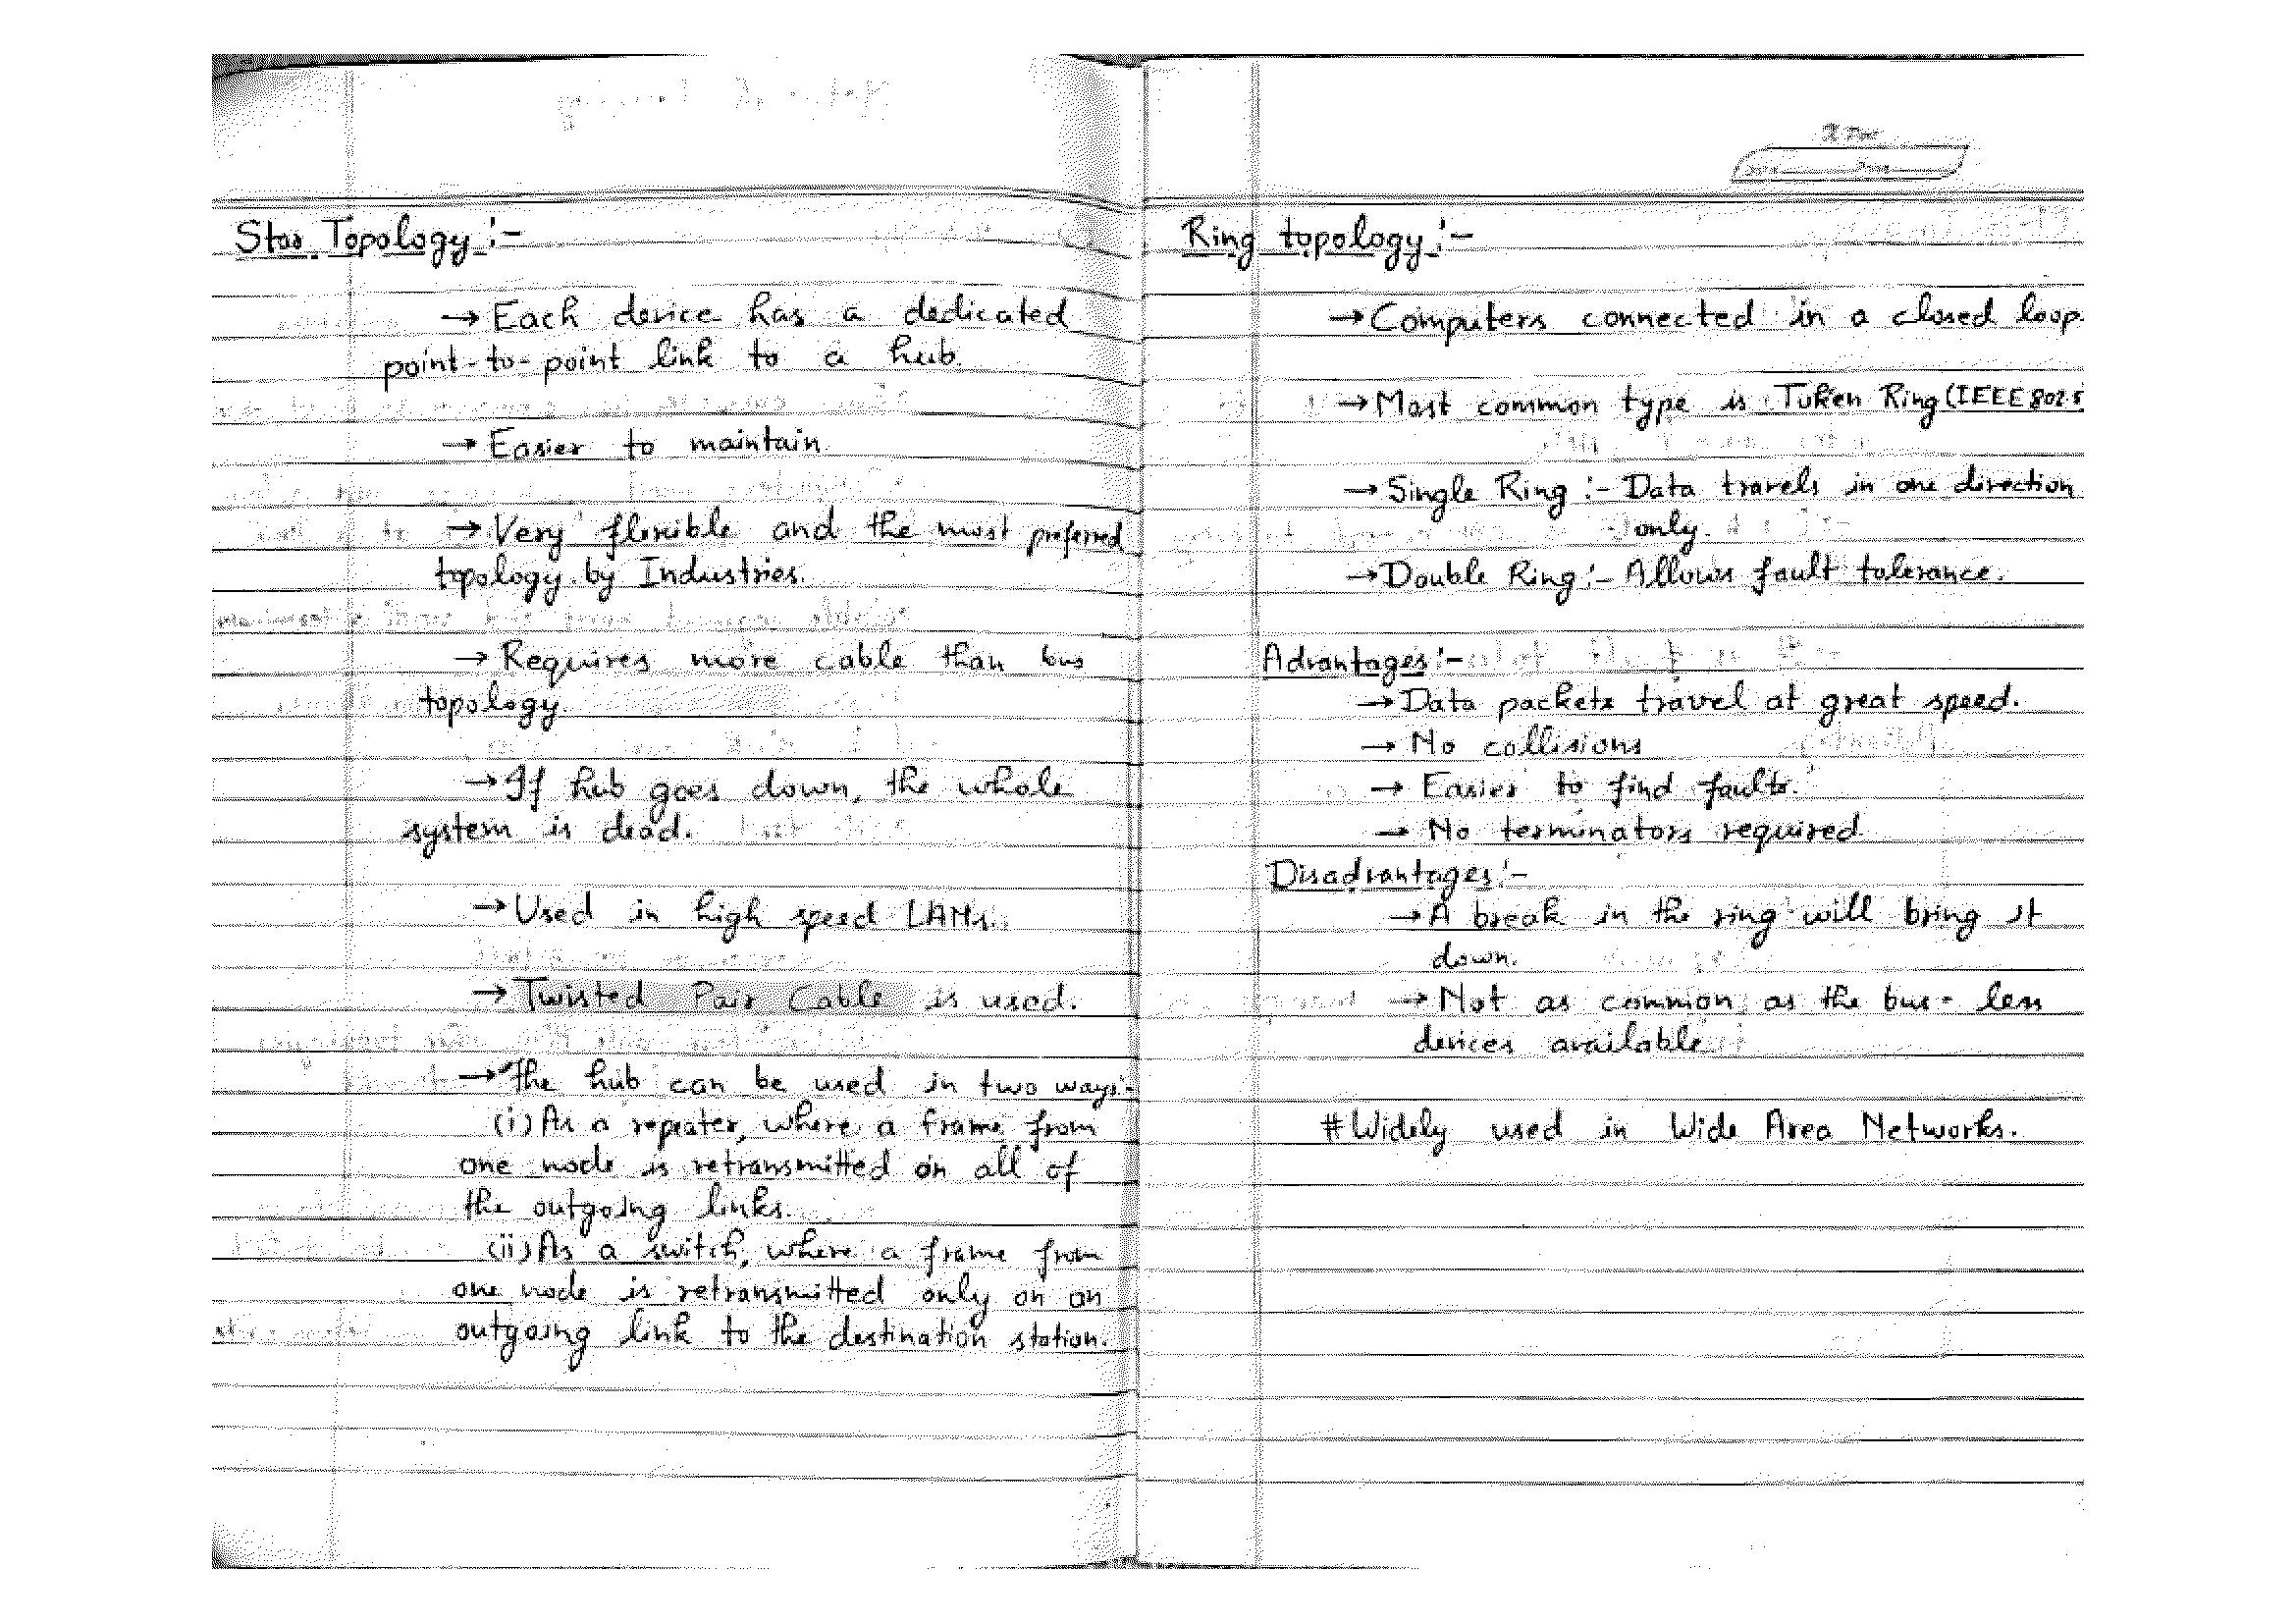 Star Topology :-
→ Each device has a dedicated
point-to-point link to a hub.
→ Easier to maintain.
→ Very flexible and the most preferred
topology by Industries.
→ Requires more cable than bus
topology.
→ If hub goes down, the whole
system is dead.
→ Used in high speed LANs.
→ Twisted Pair Cable is used.
→ The hub can be used in two ways:-
(i) As a repeater, where a frame from
one node is retransmitted on all of
the outgoing links.
(ii) As a switch, where a frame from
one node is retransmitted only on an
outgoing link to the destination station.
Ring topology :-
→ Computers connected in a closed loop.
→ Most common type is Token Ring (IEEE 802.5
→ Single Ring :- Data travels in one direction
only.
→ Double Ring :- Allows fault tolerance.
Advantages :-
→ Data packets travel at great speed.
→ No collisions
→ Easier to find faults.
→ No terminators required.
Disadvantages :-
→ A break in the ring will bring it
down.
→ Not as common as the bus - less
devices available.
# Widely used in Wide Area Networks.